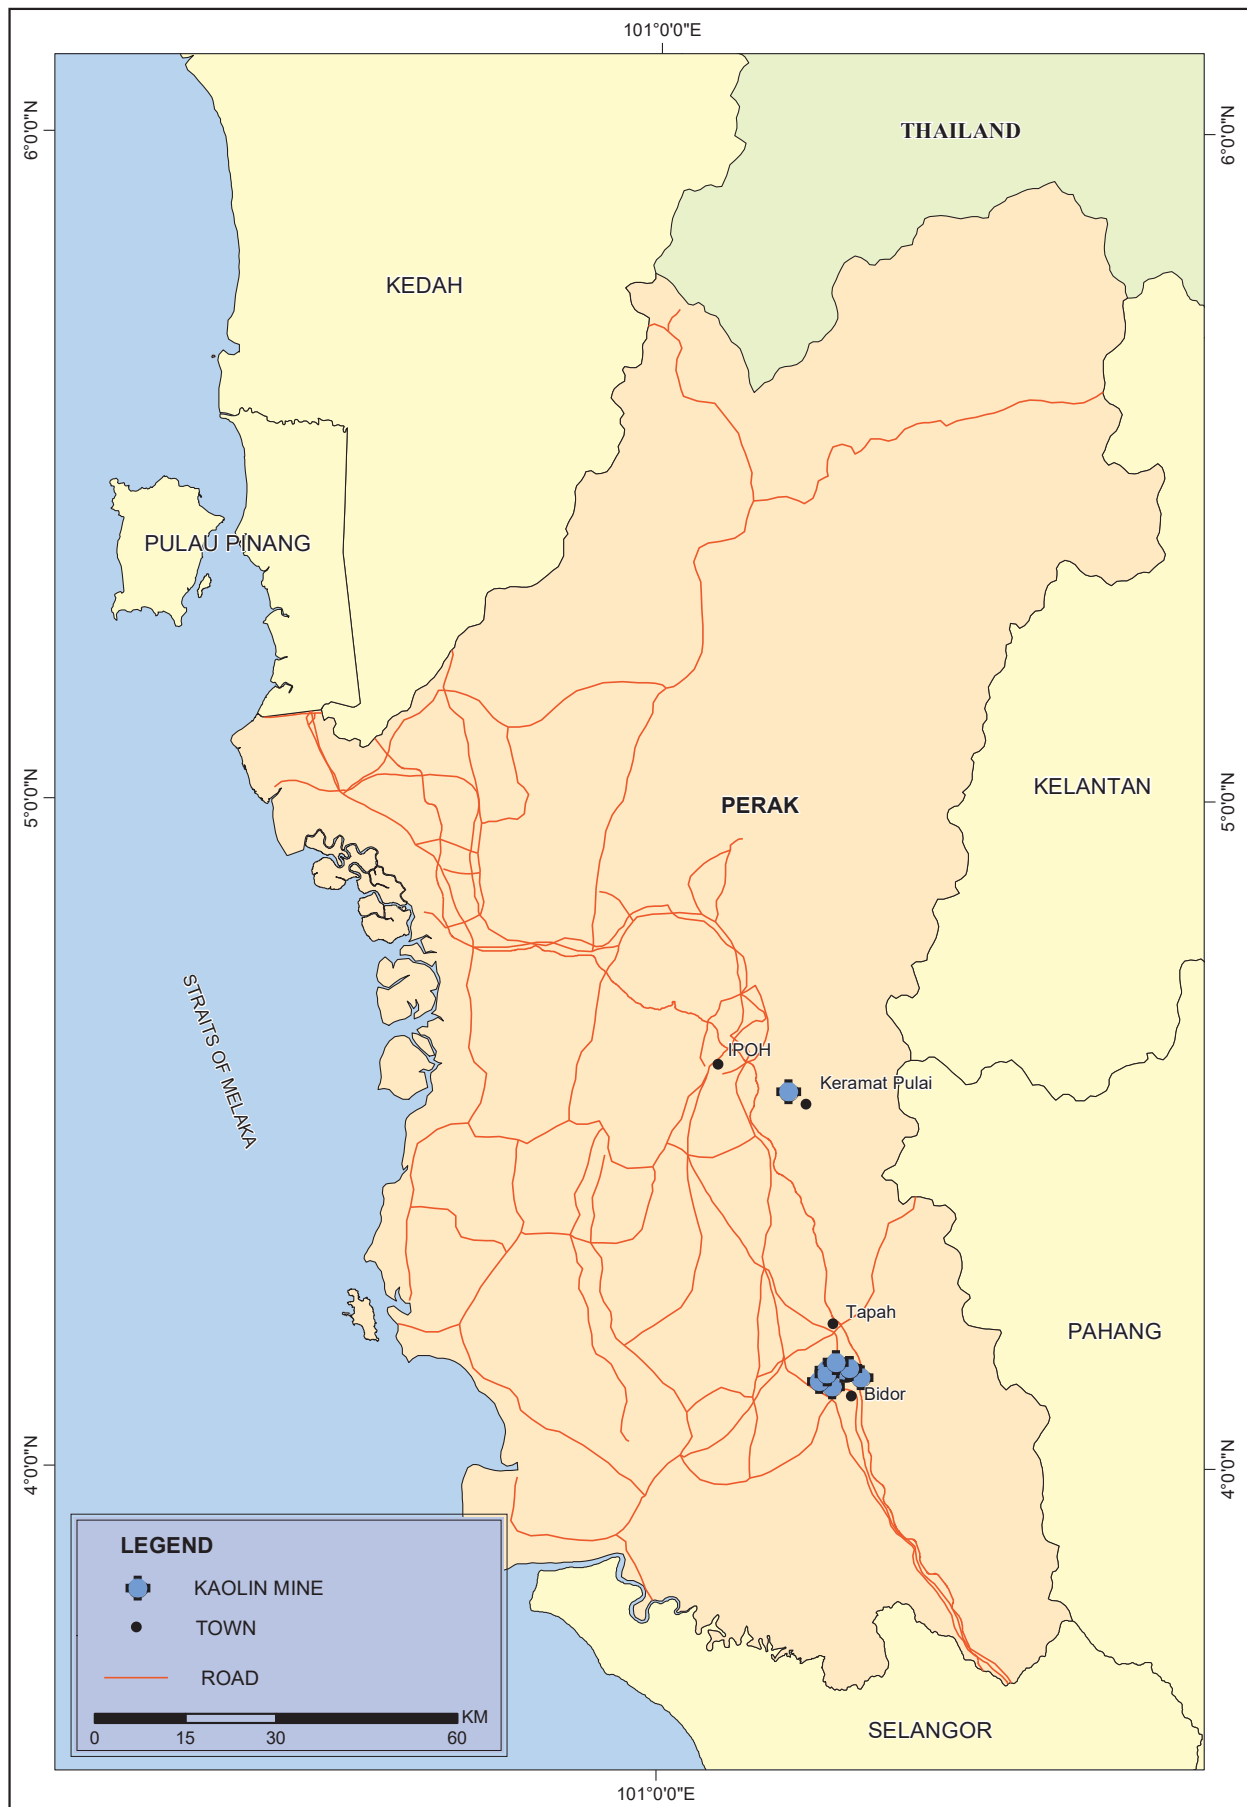 101°0'0"E
6°0'0"N
THAILAND
6°0'0"N
KEDAH
PULAU PINANG
5°0'0"N
PERAK
KELANTAN
5°0'0"N
STRAITS OF MELAKA
IPOH
Keramat Pulai
Tapah
PAHANG
Bidor
4°0'0"N
4°0'0"N
LEGEND
KAOLIN MINE
TOWN
ROAD
KM
0 15 30 60
SELANGOR
101°0'0"E